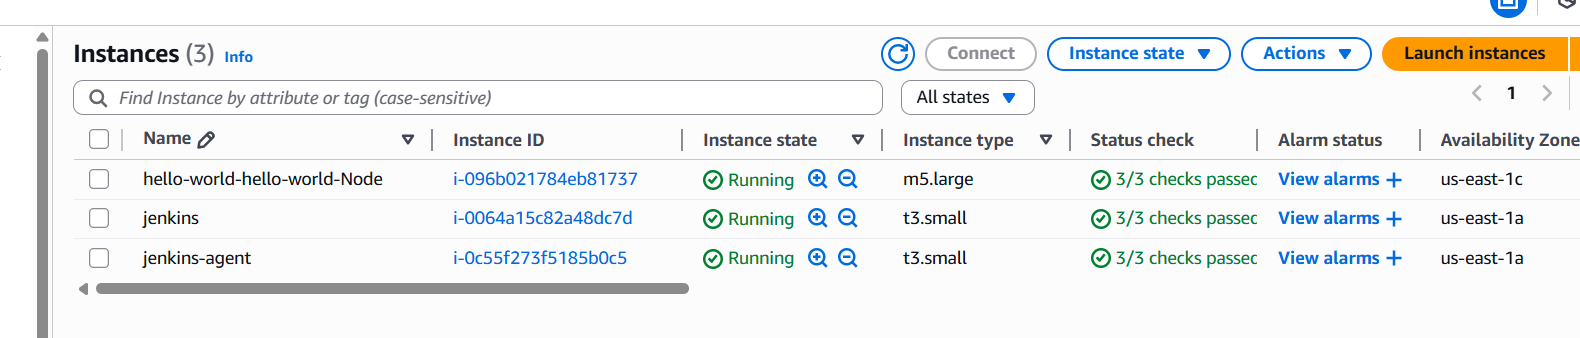 Instances (3) Info Connect Instance state Actions Launch instances
Find Instance by attribute or tag (case-sensitive) All states 1
Name Instance ID Instance state Instance type Status check Alarm status Availability Zone
hello-world-hello-world-Node i-096b021784eb81737 Running m5.large 3/3 checks passed View alarms + us-east-1c
jenkins i-0064a15c82a48dc7d Running t3.small 3/3 checks passed View alarms + us-east-1a
jenkins-agent i-0c55f273f5185b0c5 Running t3.small 3/3 checks passed View alarms + us-east-1a